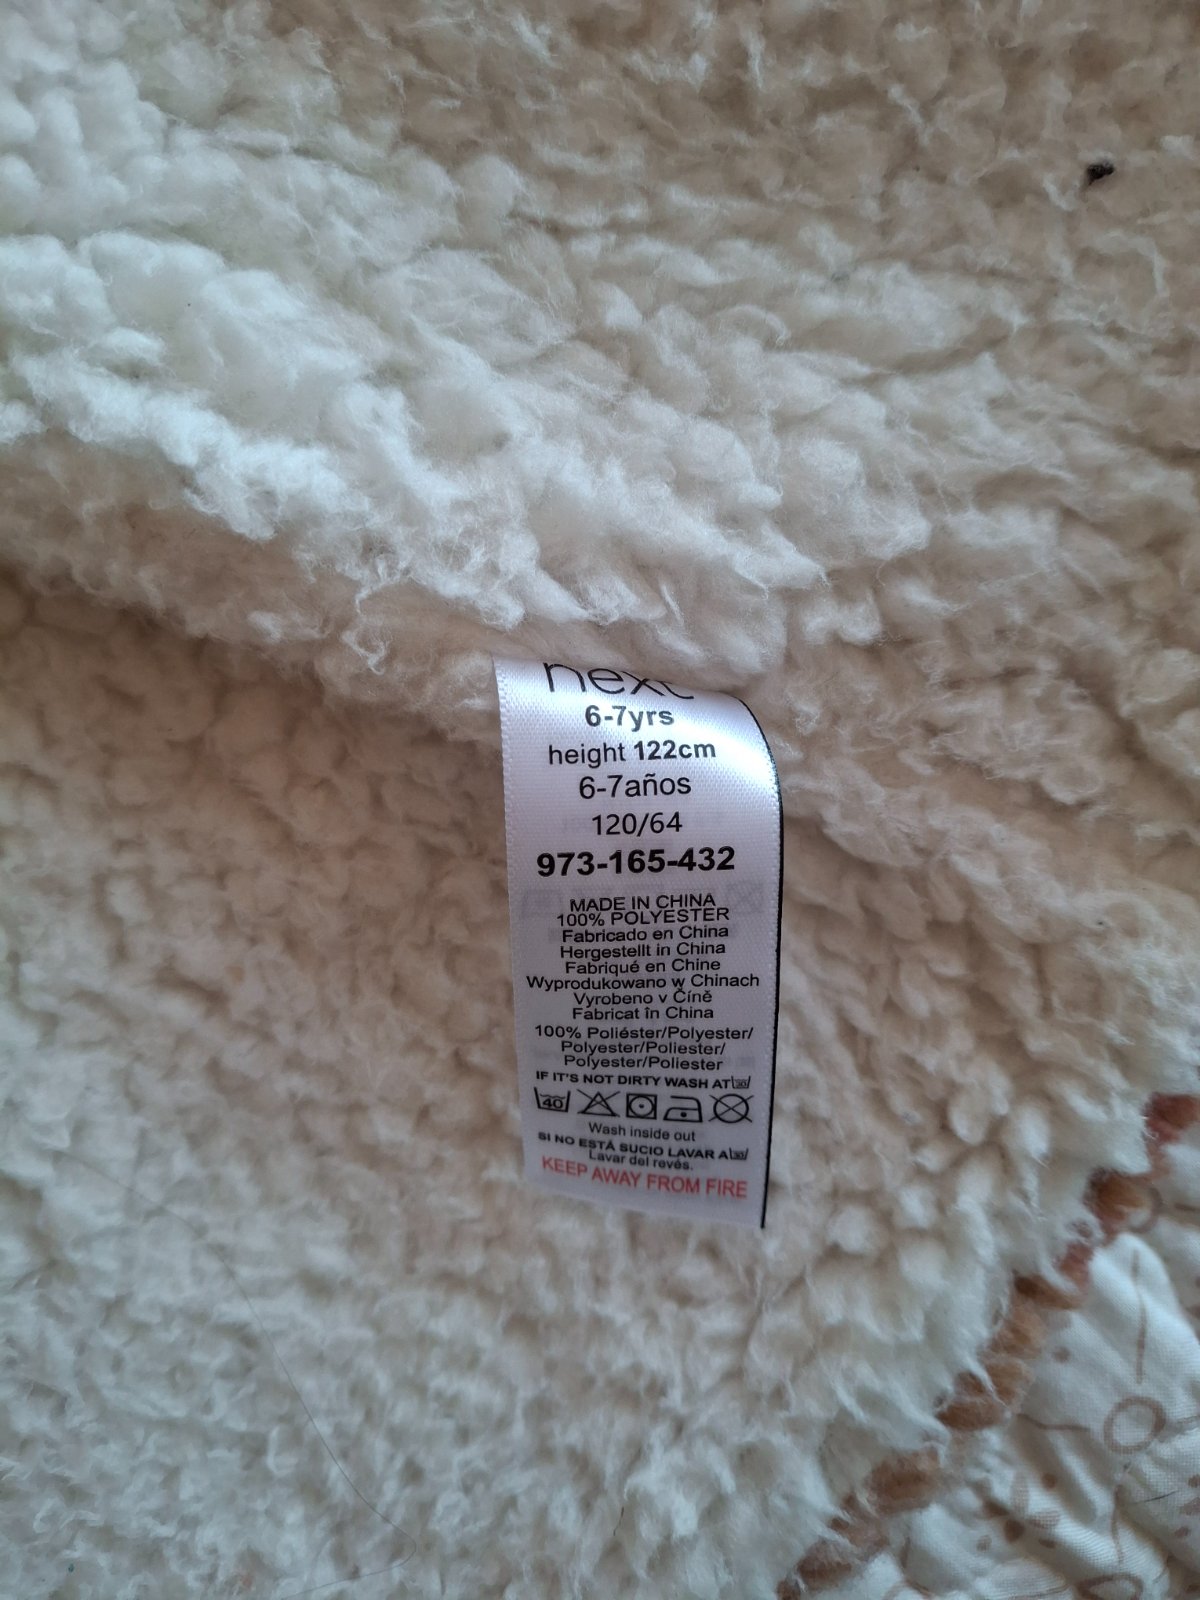 next
6-7yrs
height 122cm
6-7años
120/64
973-165-432
MADE IN CHINA
100% POLYESTER
Fabricado en China
Hergestellt in China
Fabriqué en Chine
Wyprodukowano w Chinach
Vyrobeno v Číně
Fabricat în China
100% Poliéster/Polyester/
Polyester/Poliester/
Polyester/Poliester
IF IT'S NOT DIRTY WASH AT 30
40
Wash inside out
SI NO ESTÁ SUCIO LAVAR A 30
Lavar del revés.
KEEP AWAY FROM FIRE